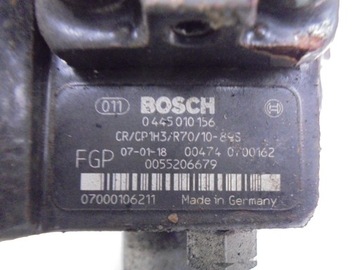 011 BOSCH
0 445 010 156
CR/CP1H3/R70/10-89S
FGP 07-01-18 00474 0700162
0055206679
07000106211 Made in Germany